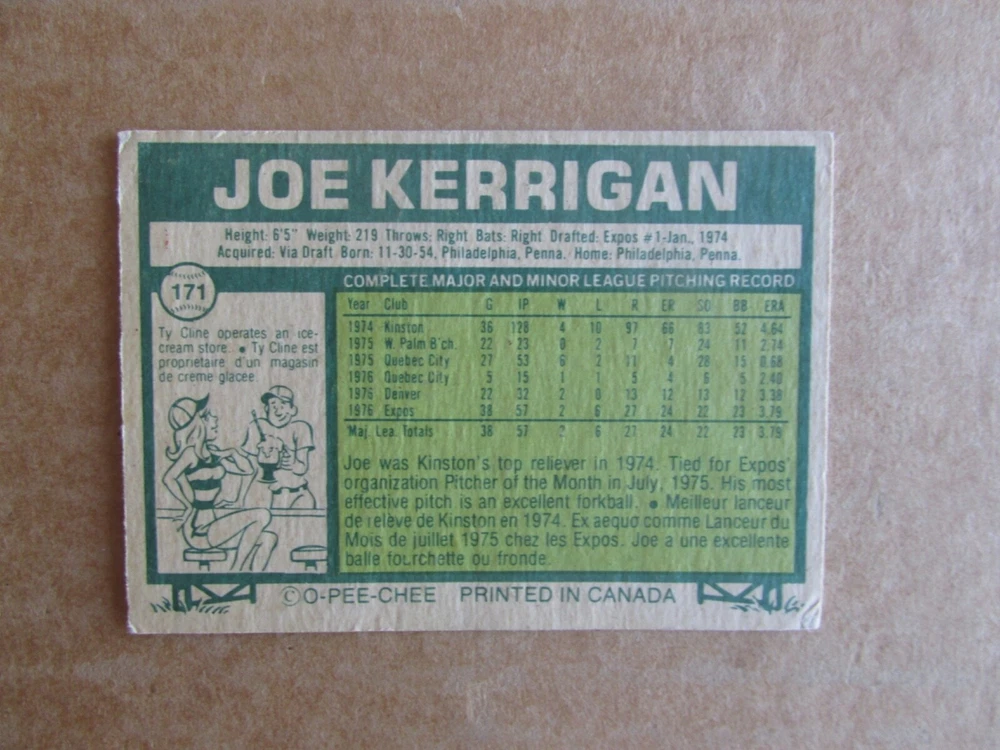 JOE KERRIGAN
Height: 6'5" Weight: 219 Throws: Right Bats: Right Drafted: Expos #1-Jan., 1974
Acquired: Via Draft Born: 11-30-54, Philadelphia, Penna. Home: Philadelphia, Penna.
171
Ty Cline operates an ice-
cream store. • Ty Cline est
proprietaire d'un magasin
de creme glacee.
COMPLETE MAJOR AND MINOR LEAGUE PITCHING RECORD
Year Club G IP W L R ER SO BB ERA
1974 Kinston 36 128 4 10 97 66 83 52 4.64
1975 W. Palm B'ch. 22 23 0 2 7 7 24 11 2.74
1975 Quebec City 27 53 6 2 11 4 28 15 0.68
1976 Quebec City 5 15 1 1 5 4 6 5 2.40
1976 Denver 22 32 2 0 13 12 13 12 3.38
1976 Expos 38 57 2 6 27 24 22 23 3.79
Maj. Lea. Totals 38 57 2 6 27 24 22 23 3.79
Joe was Kinston's top reliever in 1974. Tied for Expos'
organization Pitcher of the Month in July, 1975. His most
effective pitch is an excellent forkball. • Meilleur lanceur
de releve de Kinston en 1974. Ex aequo comme Lanceur du
Mois de juillet 1975 chez les Expos. Joe a une excellente
balle fourchette ou fronde.
©O-PEE-CHEE PRINTED IN CANADA